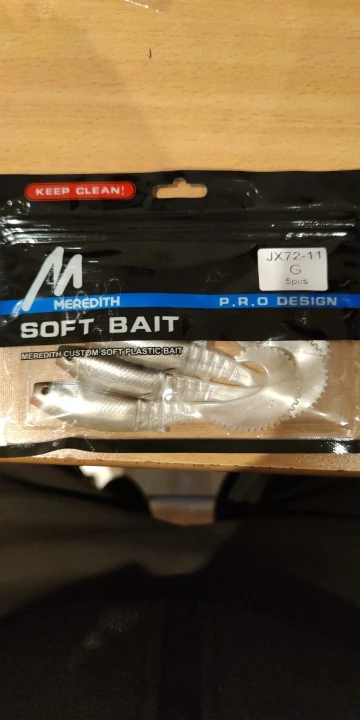 KEEP CLEAN!
JX72-11
G
5pcs
M
MEREDITH
P.R.O DESIGN
SOFT BAIT
MEREDITH CUSTOM SOFT PLASTIC BAIT